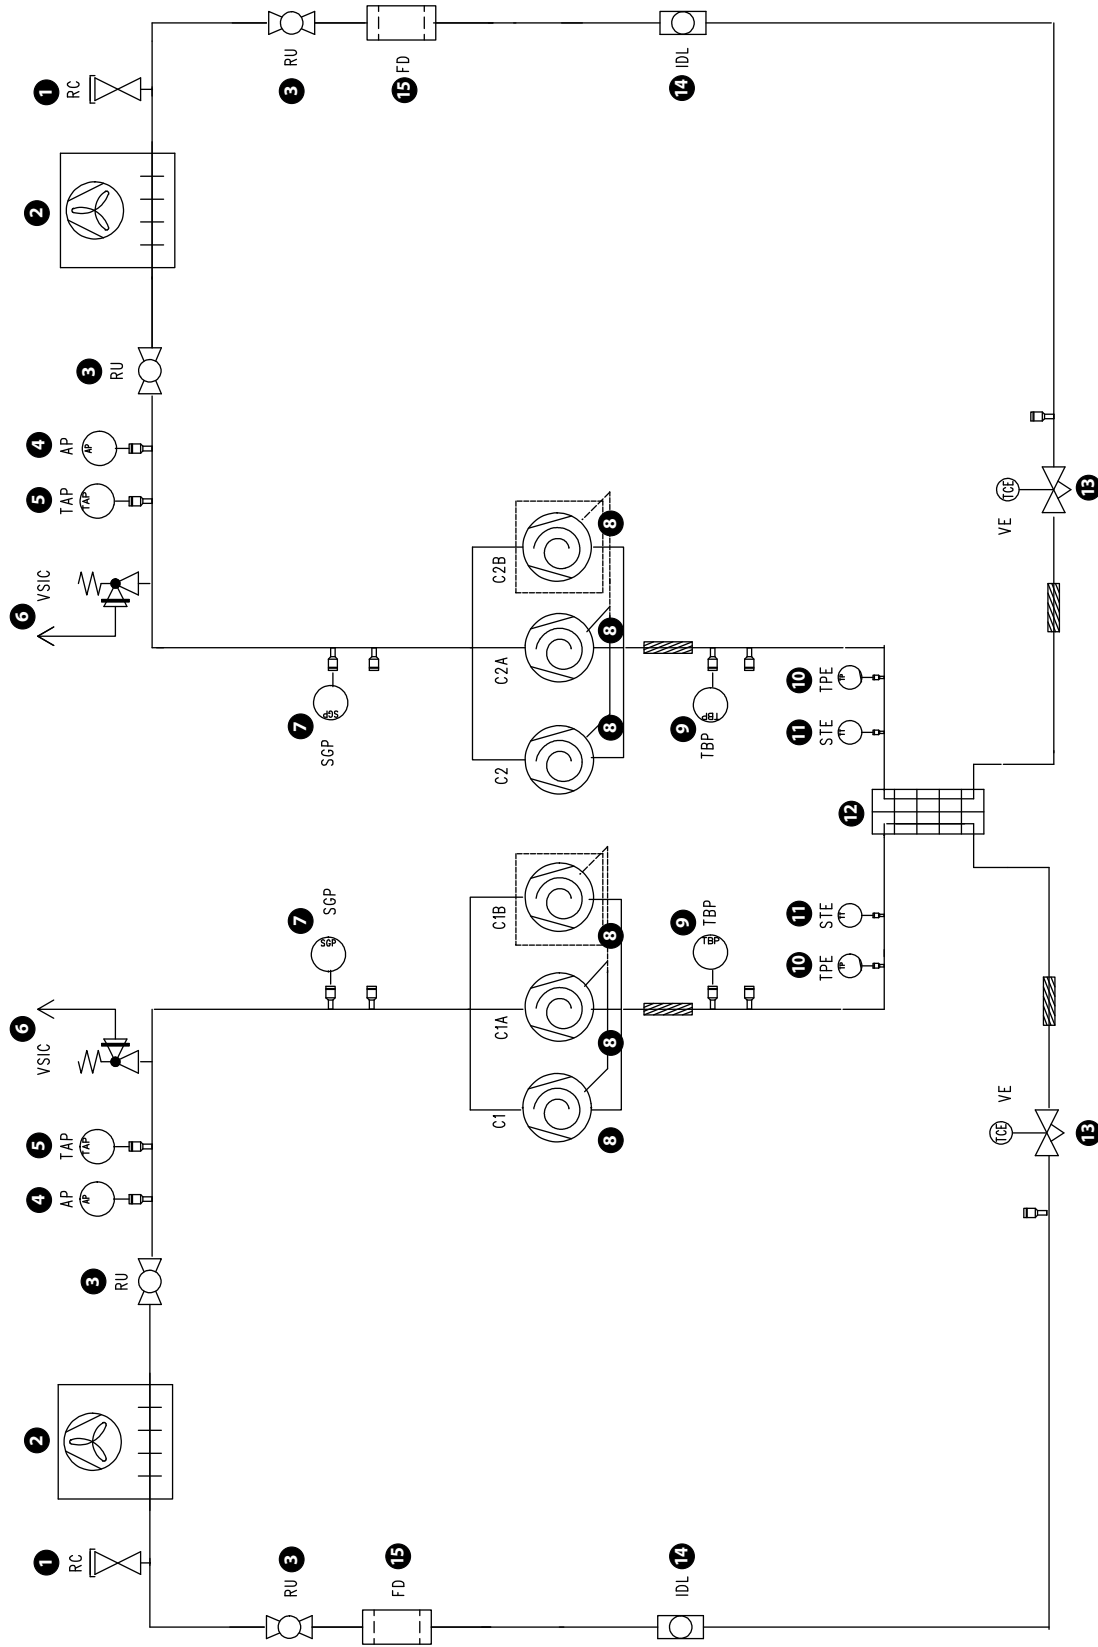 1 RC
2
3 RU
4 AP
AP
5 TAP
TAP
6 VSIC
6 VSIC
5 TAP
TAP
4 AP
AP
3 RU
2
1 RC
RU 3
7 SGP
SGP
7 SGP
SGP
3 RU
FD 15
15 FD
C1
C1A
C1B
C2
C2A
C2B
8
8
8
8
8
8
IDL 14
9 TBP
TBP
9 TBP
TBP
14 IDL
10 TPE
TP
11 STE
12
11 STE
10 TPE
TP
VE
TCE
13
VE
TCE
13